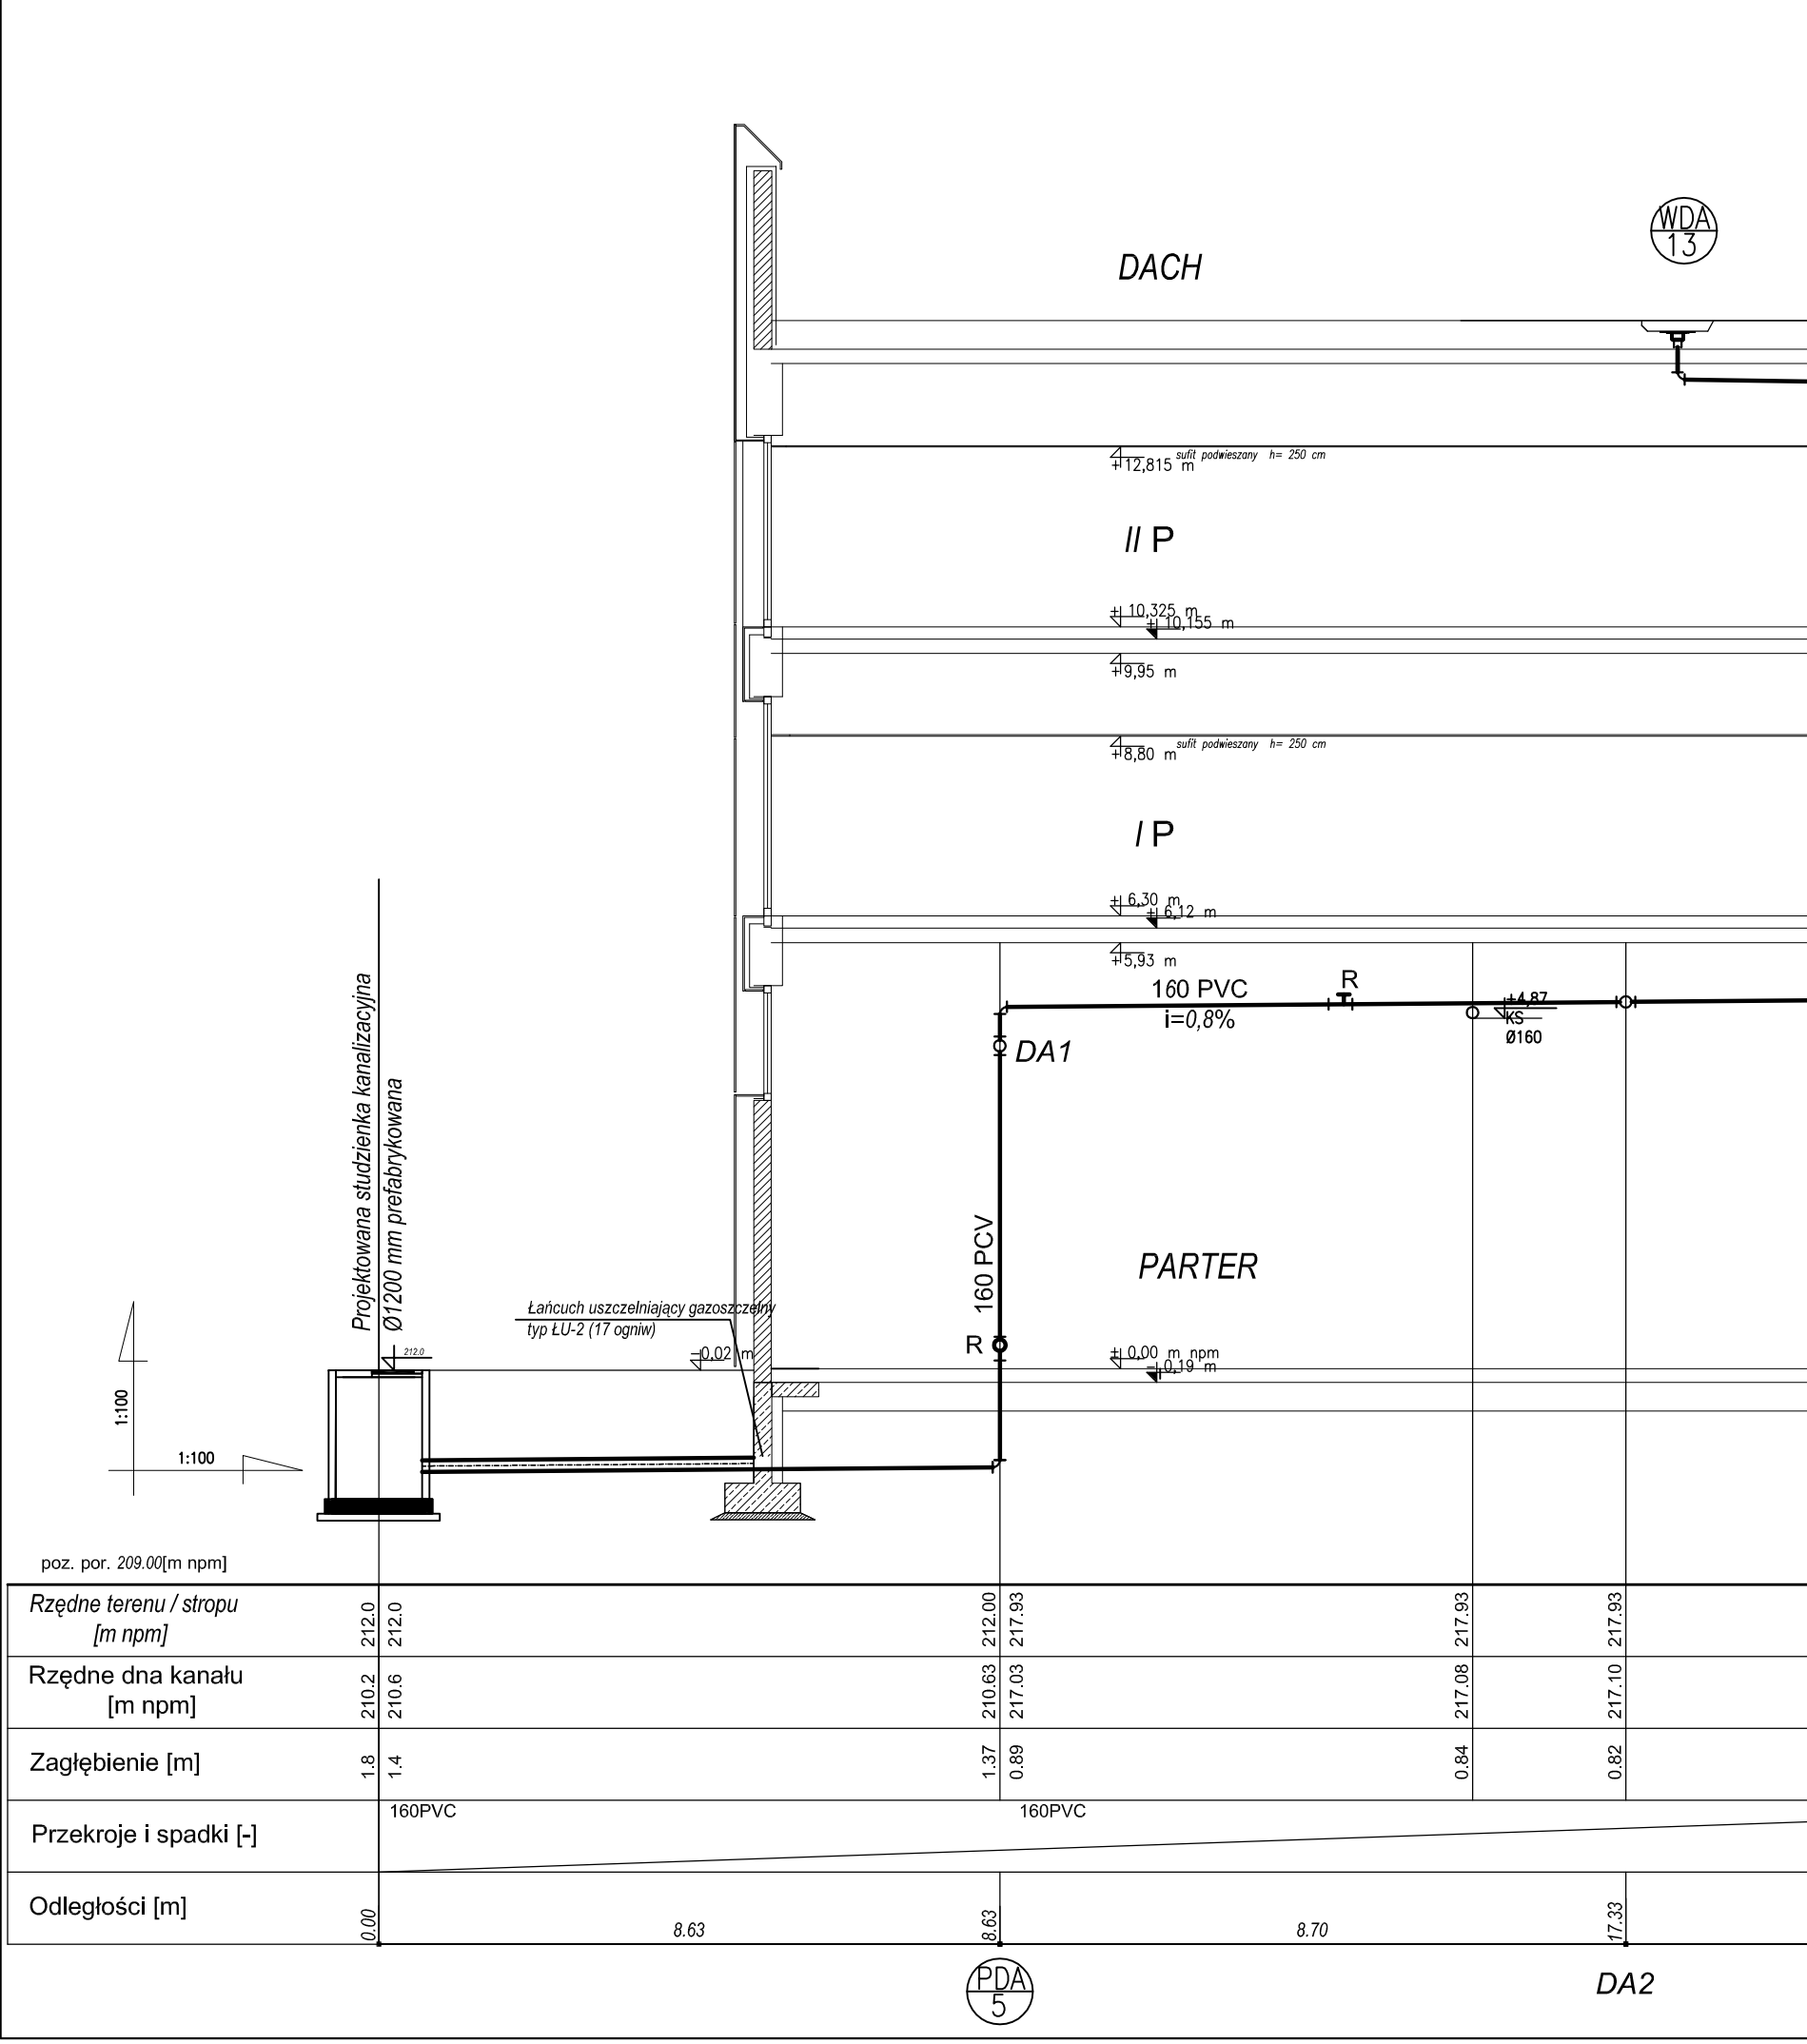 WDA
13
DACH
+12,815 m
sufit podwieszany h= 250 cm
II P
± 10,325 m
± 10,155 m
+9,95 m
+8,80 m
sufit podwieszany h= 250 cm
I P
± 6,30 m
± 6,12 m
+5,93 m
160 PVC
i=0,8%
R
+4,87
KS
Ø160
DA1
Projektowana studzienka kanalizacyjna
Ø1200 mm prefabrykowana
160 PCV
PARTER
Łańcuch uszczelniający gazoszczelny
typ ŁU-2 (17 ogniw)
R
212.0
-0,02 m
± 0,00 m npm
- 0,19 m
1:100
1:100
poz. por. 209.00[m npm]
Rzędne terenu / stropu
[m npm]
212.0
212.0
212.00
217.93
217.93
217.93
Rzędne dna kanału
[m npm]
210.2
210.6
210.63
217.03
217.08
217.10
Zagłębienie [m]
1.8
1.4
1.37
0.89
0.84
0.82
Przekroje i spadki [-]
160PVC
160PVC
Odległości [m]
0.00
8.63
8.63
8.70
17.33
PDA
5
DA2